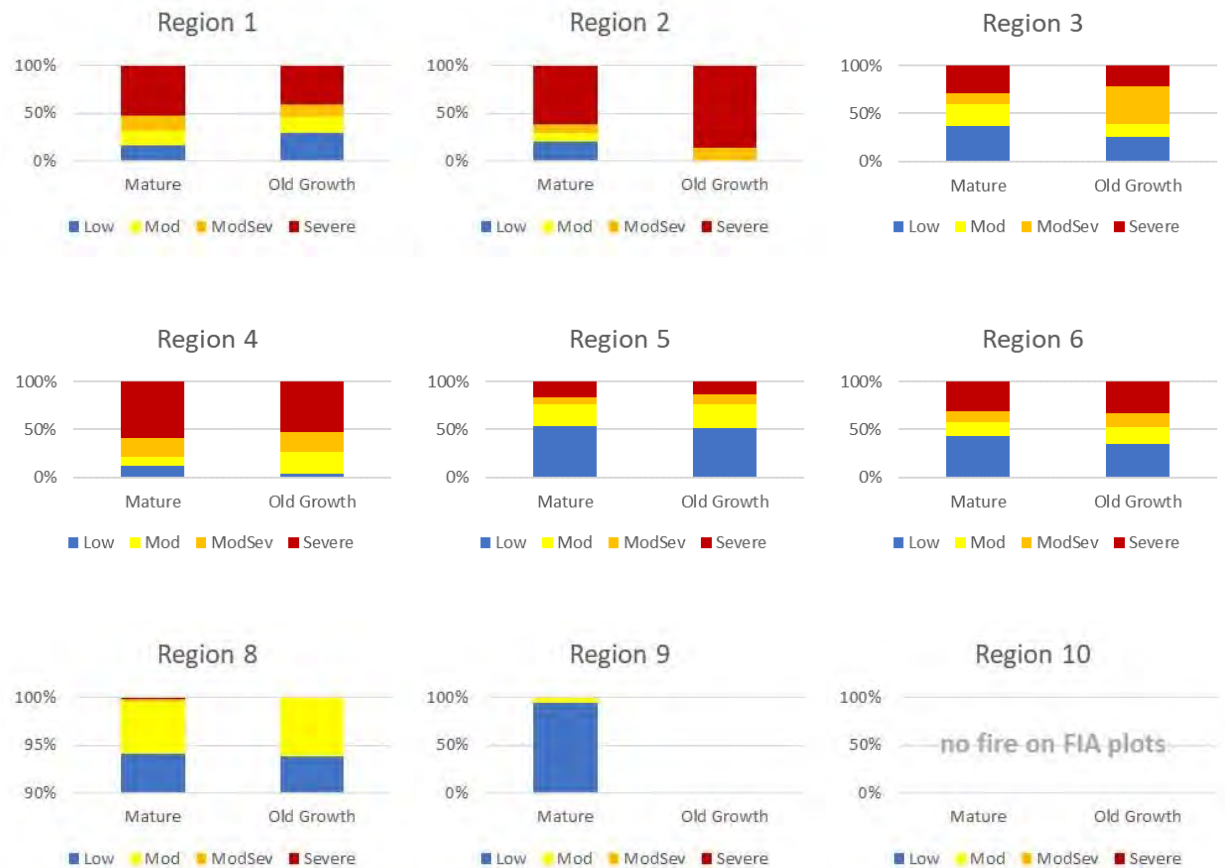 Region 1
100%
50%
0%
Mature Old Growth
Low Mod ModSev Severe
Region 2
100%
50%
0%
Mature Old Growth
Low Mod ModSev Severe
Region 3
100%
50%
0%
Mature Old Growth
Low Mod ModSev Severe
Region 4
100%
50%
0%
Mature Old Growth
Low Mod ModSev Severe
Region 5
100%
50%
0%
Mature Old Growth
Low Mod ModSev Severe
Region 6
100%
50%
0%
Mature Old Growth
Low Mod ModSev Severe
Region 8
100%
95%
90%
Mature Old Growth
Low Mod ModSev Severe
Region 9
100%
50%
0%
Mature Old Growth
Low Mod ModSev Severe
Region 10
100%
50%
no fire on FIA plots
0%
Mature Old Growth
Low Mod ModSev Severe